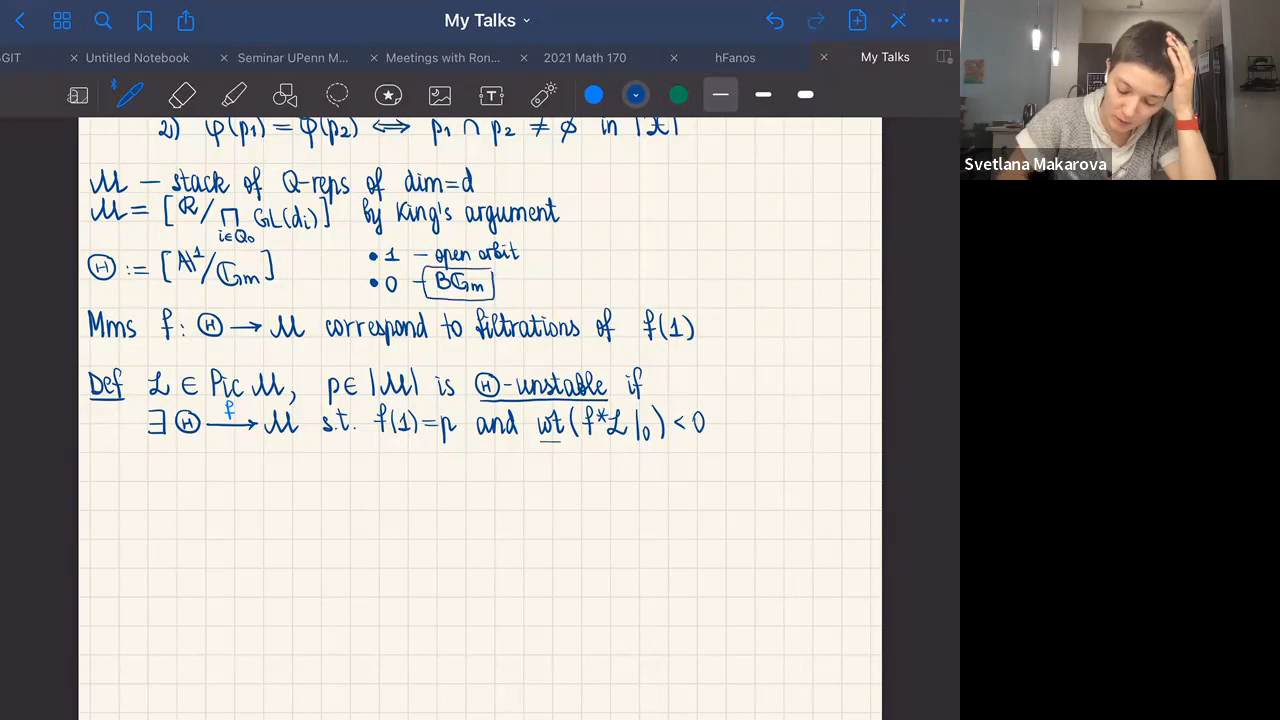 My Talks
GIT
Untitled Notebook
Seminar UPenn M...
Meetings with Ron...
2021 Math 170
hFanos
My Talks
Svetlana Makarova
2) φ(p₁) = φ(p₂) ⟺ p₁ ∩ p₂ ≠ ∅ in |𝒳|
ℳ – stack of Q-reps of dim=d
ℳ = [ℛ/∏_{i∈Q₀} GL(dᵢ)] by King's argument
Θ := [𝔸¹/𝔾m]
• 1 – open orbit
• 0 – B𝔾m
Mms f: Θ → ℳ correspond to filtrations of f(1)
Def ℒ ∈ Pic ℳ, p∈|ℳ| is Θ-unstable if
∃ Θ —f→ ℳ s.t. f(1)=p and wt(f*ℒ|₀) < 0